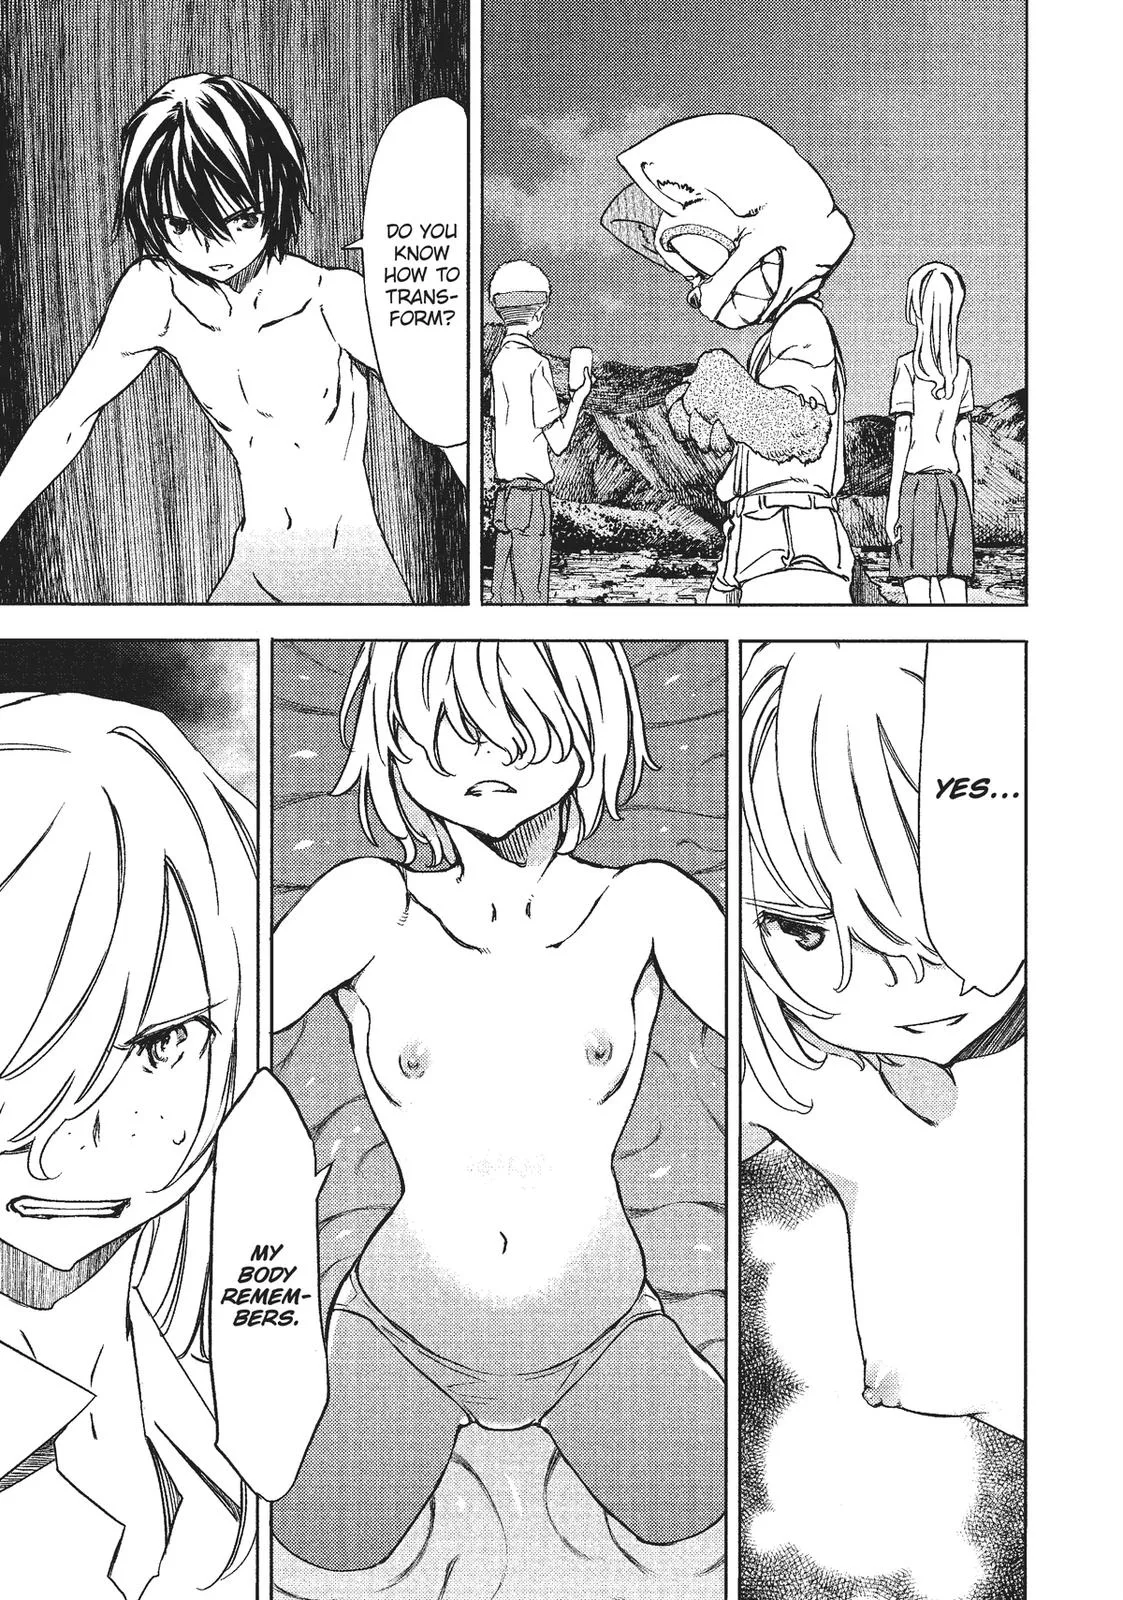 DO YOU
KNOW
HOW TO
TRANS-
FORM?
YES...
MY
BODY
REMEM-
BERS.